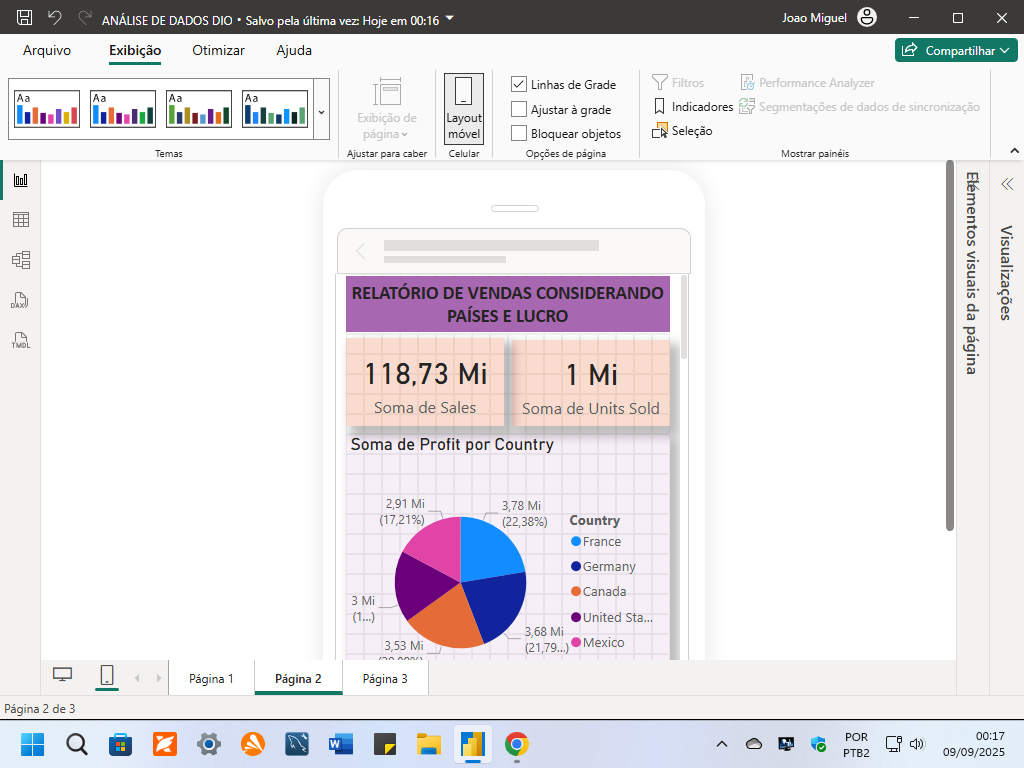 ANÁLISE DE DADOS DIO • Salvo pela última vez: Hoje em 00:16
Joao Miguel
Arquivo
Exibição
Otimizar
Ajuda
Compartilhar
Aa
Aa
Aa
Aa
Temas
Exibição de
página
Ajustar para caber
Layout
móvel
Celular
Linhas de Grade
Ajustar à grade
Bloquear objetos
Opções de página
Filtros
Indicadores
Seleção
Performance Analyzer
Segmentações de dados de sincronização
Mostrar painéis
DAX
TMDL
RELATÓRIO DE VENDAS CONSIDERANDO
PAÍSES E LUCRO
118,73 Mi
Soma de Sales
1 Mi
Soma de Units Sold
Soma de Profit por Country
2,91 Mi
(17,21%)
3,78 Mi
(22,38%)
3 Mi
(1...)
3,53 Mi
3,68 Mi
(21,79...)
Country
France
Germany
Canada
United Sta...
Mexico
Elementos visuais da página
Visualizações
Página 1
Página 2
Página 3
Página 2 de 3
POR
PTB2
00:17
09/09/2025